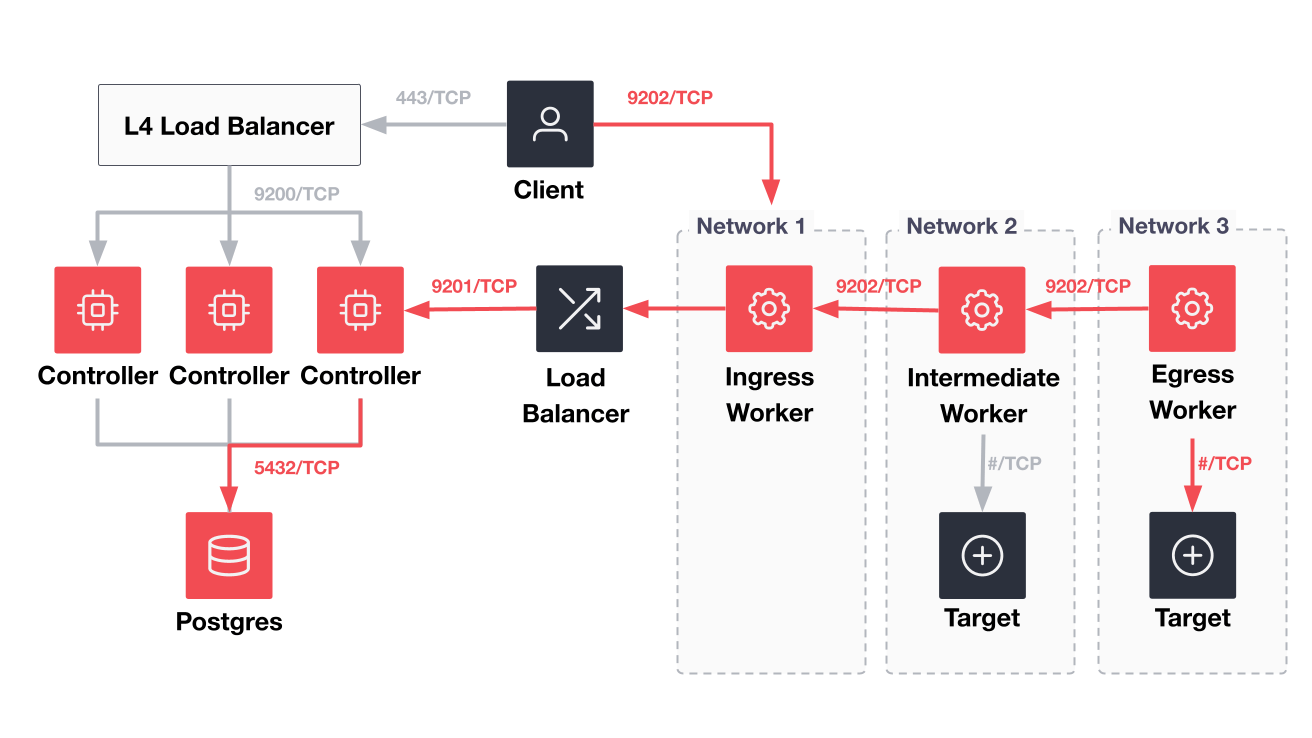 443/TCP
9202/TCP
L4 Load Balancer
Client
9200/TCP
Network 1
Network 2
Network 3
9201/TCP
9202/TCP
9202/TCP
Controller
Controller
Controller
Load
Balancer
Ingress
Worker
Intermediate
Worker
Egress
Worker
5432/TCP
#/TCP
#/TCP
Postgres
Target
Target